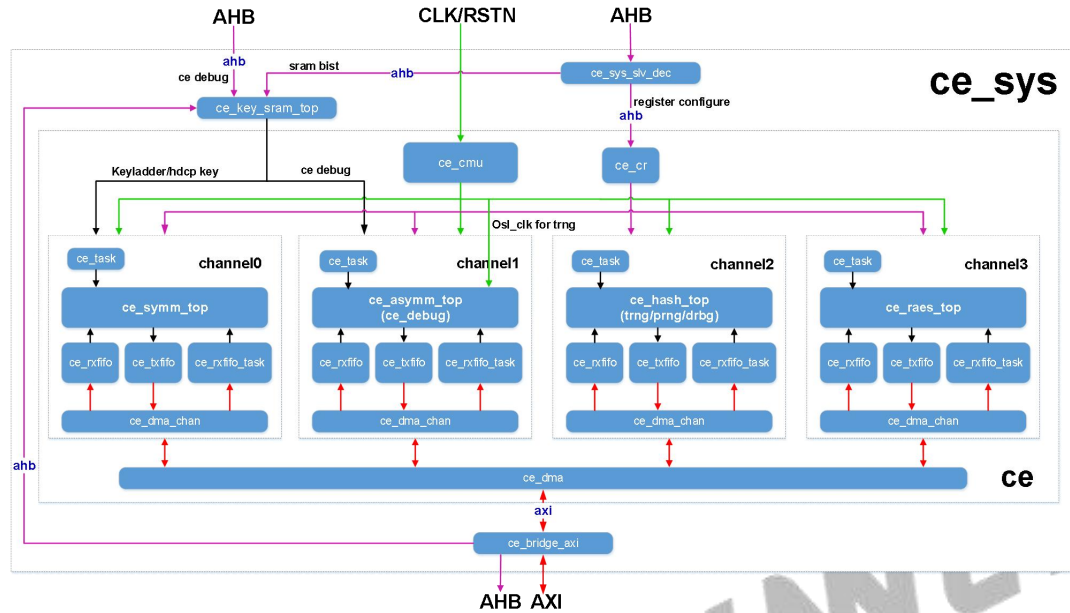 AHB
CLK/RSTN
AHB
ahb
ce debug
sram bist
ahb
ce_sys_slv_dec
ce_sys
ce_key_sram_top
register configure
ahb
ce_cmu
ce_cr
Keyladder/hdcp key
ce debug
Osl_clk for trng
ce_task
channel0
ce_symm_top
ce_rxfifo
ce_txfifo
ce_rxfifo_task
ce_dma_chan
ce_task
channel1
ce_asymm_top
(ce_debug)
ce_rxfifo
ce_txfifo
ce_rxfifo_task
ce_dma_chan
ce_task
channel2
ce_hash_top
(trng/prng/drbg)
ce_rxfifo
ce_txfifo
ce_rxfifo_task
ce_dma_chan
ce_task
channel3
ce_raes_top
ce_rxfifo
ce_txfifo
ce_rxfifo_task
ce_dma_chan
ahb
ce_dma
ce
axi
ce_bridge_axi
AHB
AXI